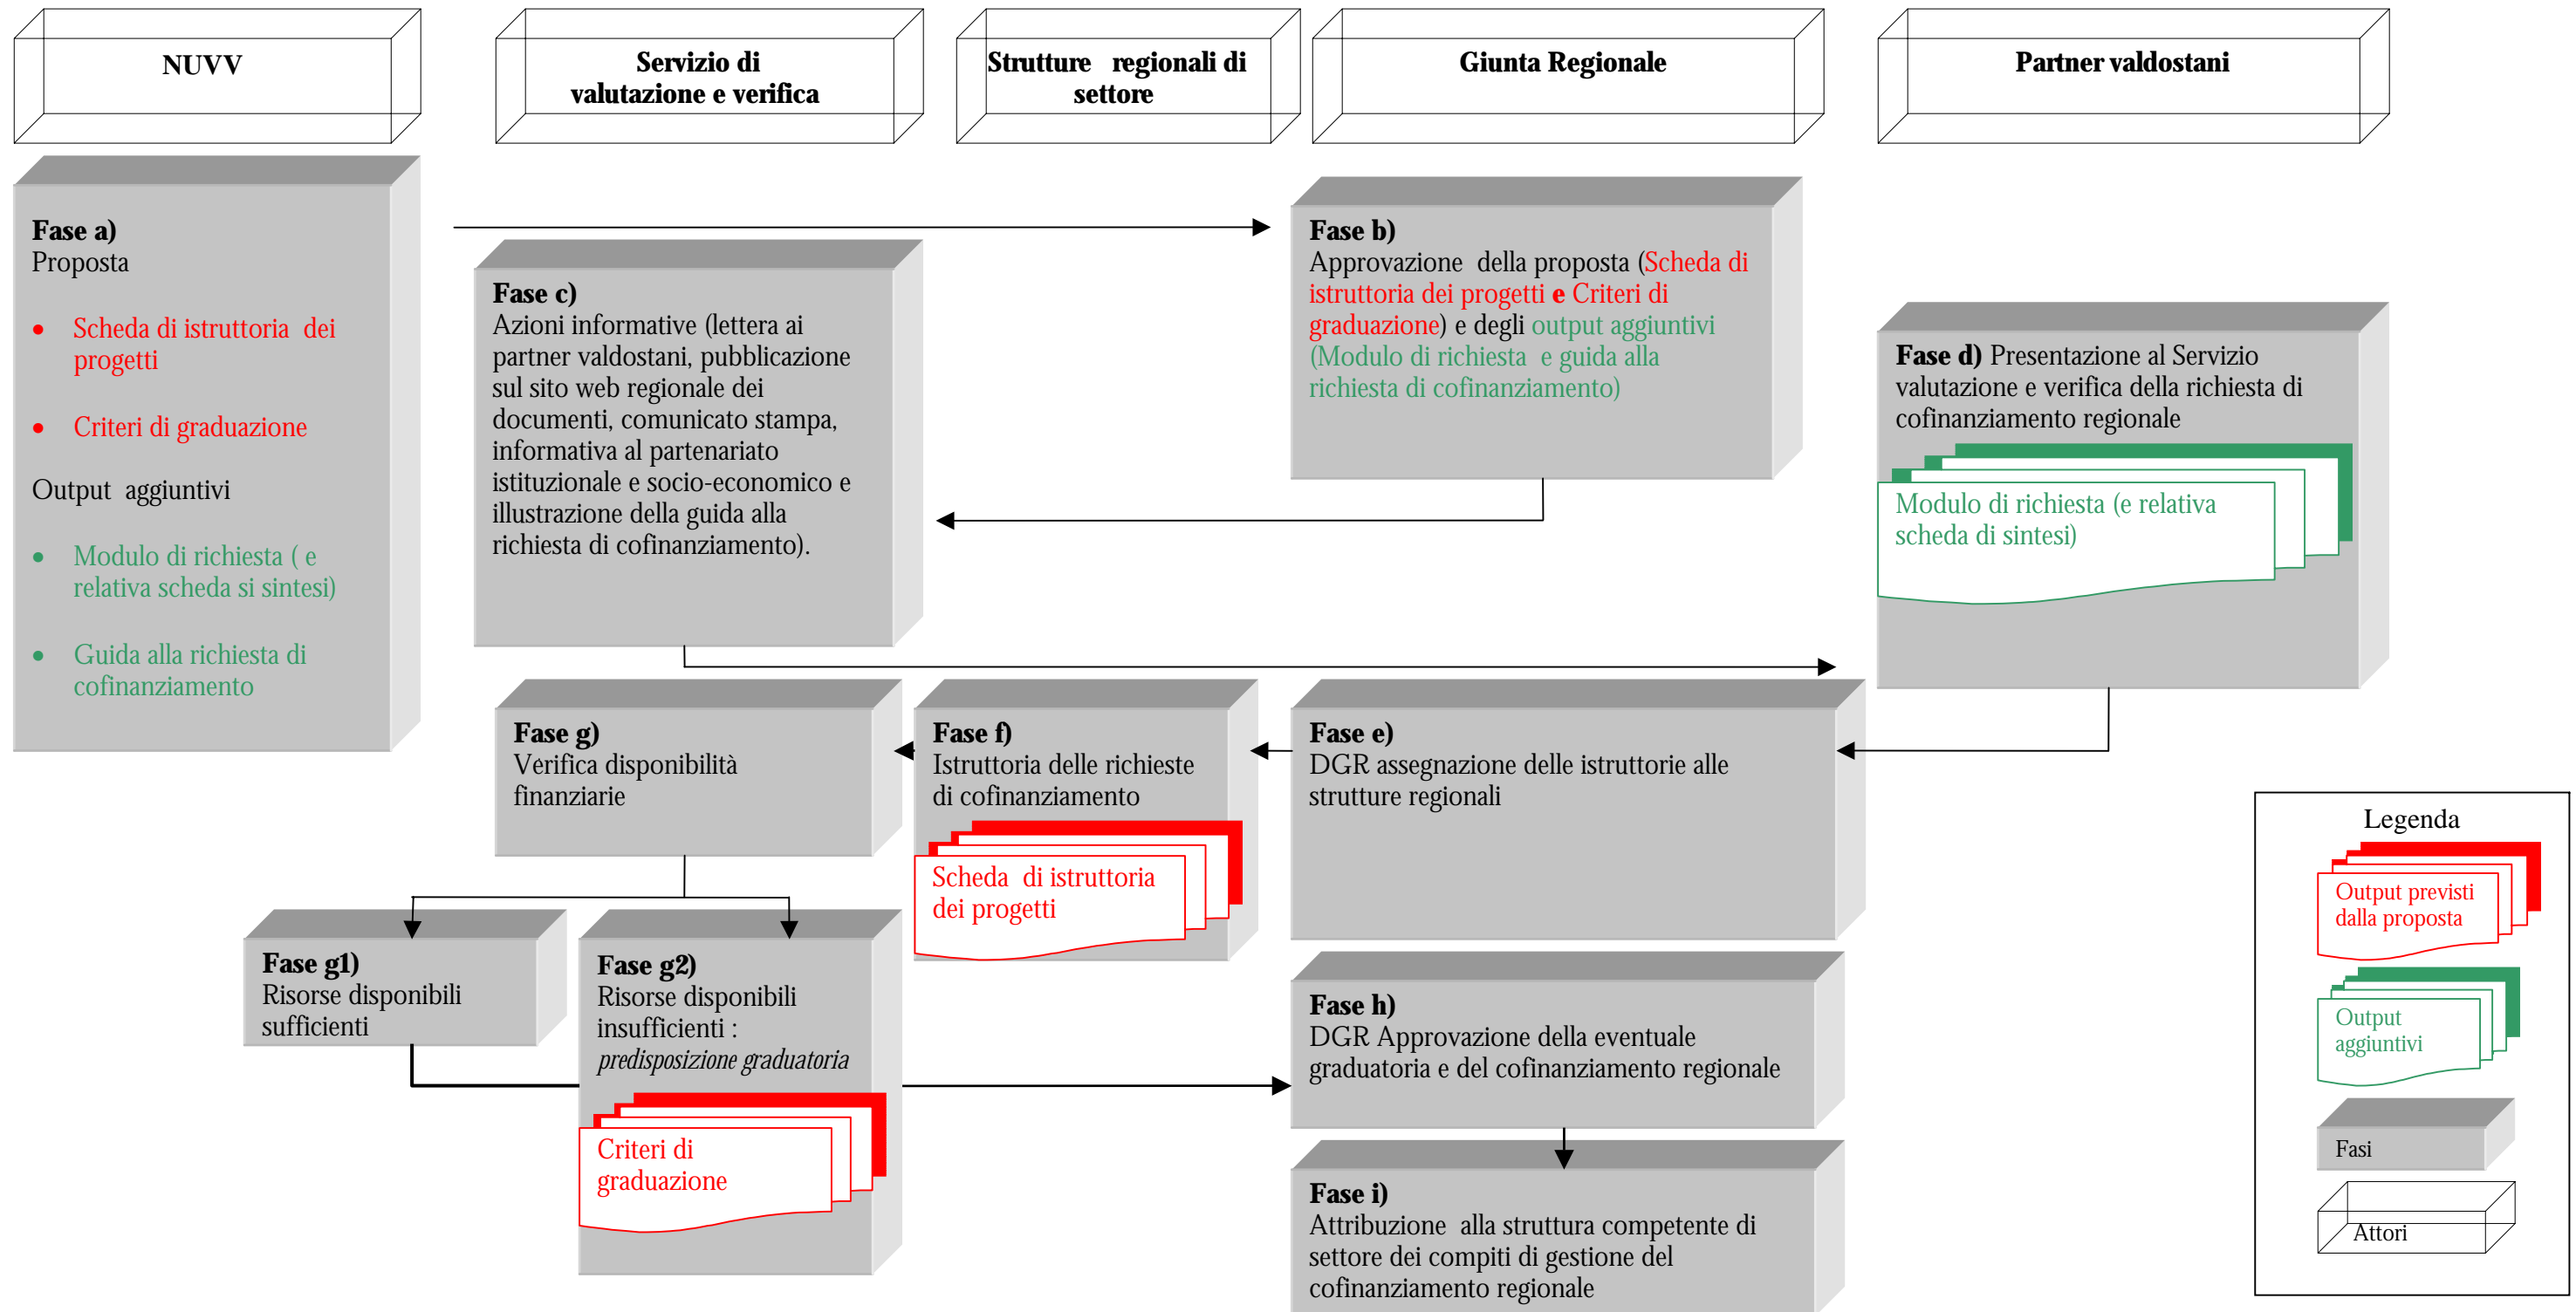 NUVV
Servizio di
valutazione e verifica
Strutture regionali di
settore
Giunta Regionale
Partner valdostani
Fase a)
Proposta
• Scheda di istruttoria dei
progetti
• Criteri di graduazione
Output aggiuntivi
• Modulo di richiesta ( e
relativa scheda si sintesi)
• Guida alla richiesta di
cofinanziamento
Fase c)
Azioni informative (lettera ai
partner valdostani, pubblicazione
sul sito web regionale dei
documenti, comunicato stampa,
informativa al partenariato
istituzionale e socio-economico e
illustrazione della guida alla
richiesta di cofinanziamento).
Fase b)
Approvazione della proposta (Scheda di
istruttoria dei progetti e Criteri di
graduazione) e degli output aggiuntivi
(Modulo di richiesta e guida alla
richiesta di cofinanziamento)
Fase d) Presentazione al Servizio
valutazione e verifica della richiesta di
cofinanziamento regionale
Modulo di richiesta (e relativa
scheda di sintesi)
Fase g)
Verifica disponibilità
finanziarie
Fase f)
Istruttoria delle richieste
di cofinanziamento
Scheda di istruttoria
dei progetti
Fase e)
DGR assegnazione delle istruttorie alle
strutture regionali
Fase g1)
Risorse disponibili
sufficienti
Fase g2)
Risorse disponibili
insufficienti :
predisposizione graduatoria
Criteri di
graduazione
Fase h)
DGR Approvazione della eventuale
graduatoria e del cofinanziamento regionale
Fase i)
Attribuzione alla struttura competente di
settore dei compiti di gestione del
cofinanziamento regionale
Legenda
Output previsti
dalla proposta
Output
aggiuntivi
Fasi
Attori